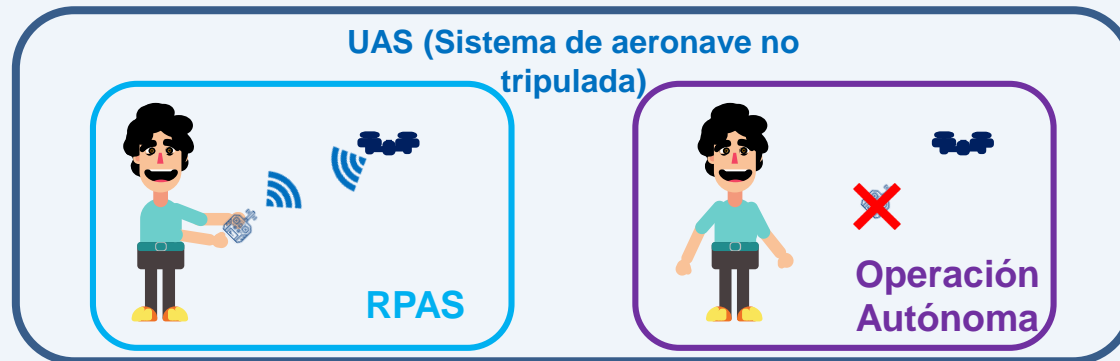 UAS (Sistema de aeronave no
tripulada)
RPAS
Operación
Autónoma